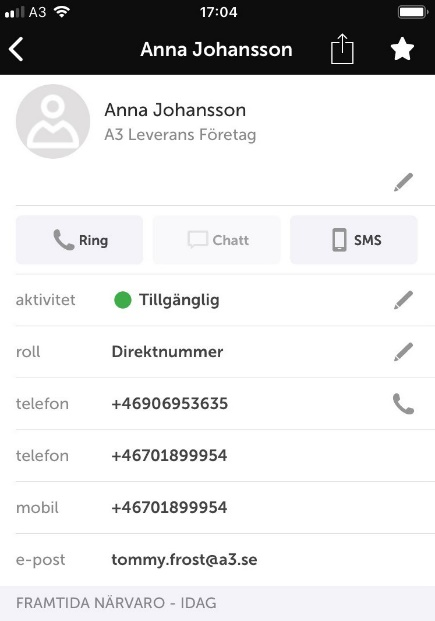 A3 17:04
Anna Johansson
Anna Johansson
A3 Leverans Företag
Ring Chatt SMS
aktivitet Tillgänglig
roll Direktnummer
telefon +46906953635
telefon +46701899954
mobil +46701899954
e-post tommy.frost@a3.se
FRAMTIDA NÄRVARO - IDAG